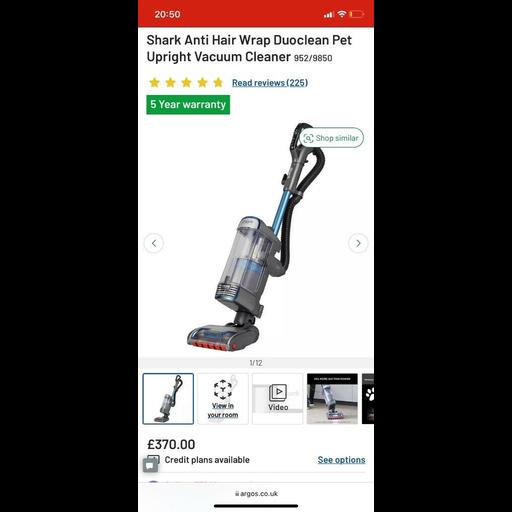 20:50
Shark Anti Hair Wrap Duoclean Pet
Upright Vacuum Cleaner 952/9850
Read reviews (225)
5 Year warranty
Shop similar
1/12
View in
your room
Video
£370.00
Credit plans available
See options
argos.co.uk